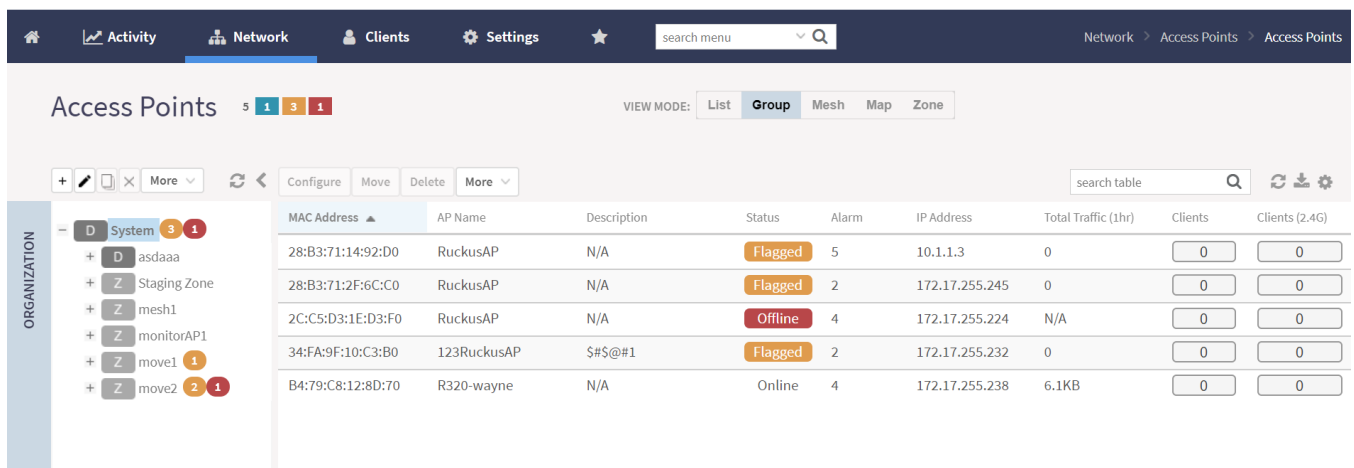 Activity Network Clients Settings search menu Network > Access Points > Access Points
Access Points 5 1 3 1 VIEW MODE: List Group Mesh Map Zone
+ More Configure Move Delete More search table
ORGANIZATION
D System 3 1
D asdaaa
Z Staging Zone
Z mesh1
Z monitorAP1
Z move1 1
Z move2 2 1
MAC Address AP Name Description Status Alarm IP Address Total Traffic (1hr) Clients Clients (2.4G)
28:B3:71:14:92:D0 RuckusAP N/A Flagged 5 10.1.1.3 0 0 0
28:B3:71:2F:6C:C0 RuckusAP N/A Flagged 2 172.17.255.245 0 0 0
2C:C5:D3:1E:D3:F0 RuckusAP N/A Offline 4 172.17.255.224 N/A 0 0
34:FA:9F:10:C3:B0 123RuckusAP $#$@#1 Flagged 2 172.17.255.232 0 0 0
B4:79:C8:12:8D:70 R320-wayne N/A Online 4 172.17.255.238 6.1KB 0 0